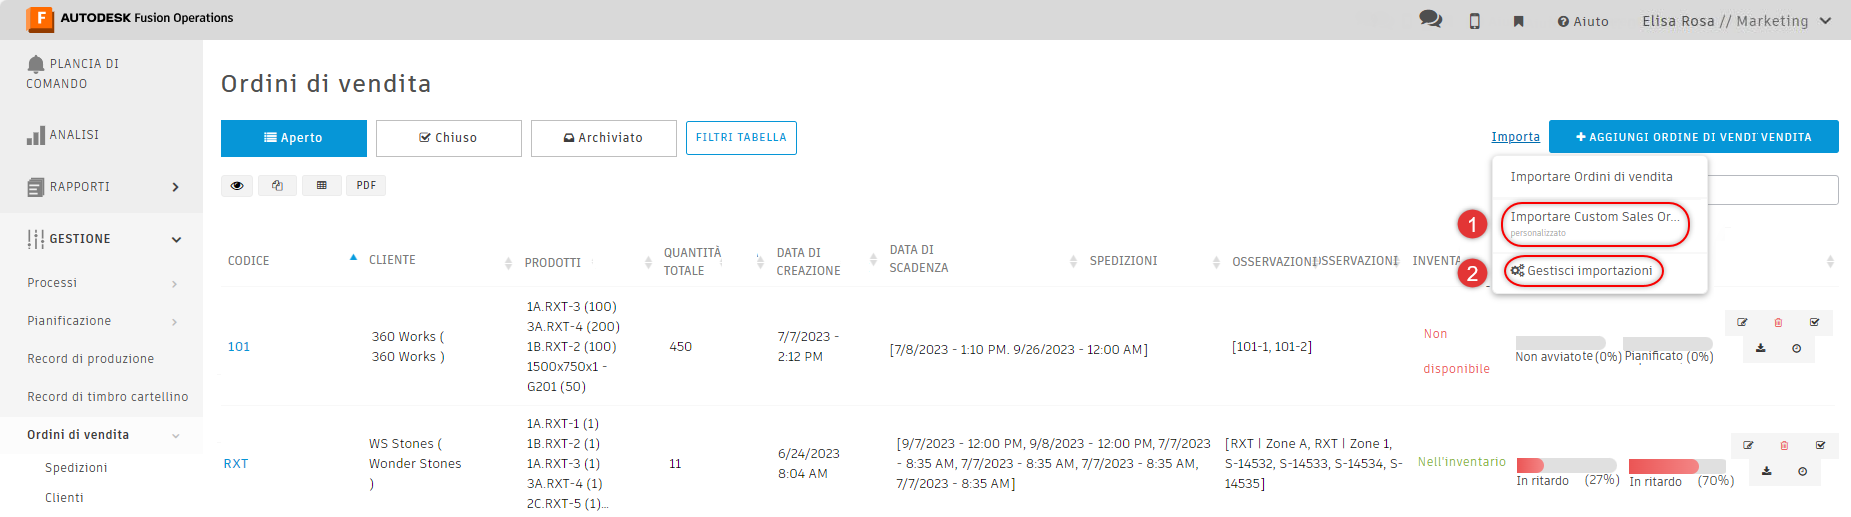 AUTODESK Fusion Operations
Aiuto
Elisa Rosa // Marketing
PLANCIA DI
COMANDO
ANALISI
RAPPORTI
GESTIONE
Processi
Pianificazione
Record di produzione
Record di timbro cartellino
Ordini di vendita
Spedizioni
Clienti
Ordini di vendita
Aperto
Chiuso
Archiviato
FILTRI TABELLA
Importa
AGGIUNGI ORDINE DI VENDI VENDITA
PDF
Importare Ordini di vendita
1
Importare Custom Sales Or...
personalizzato
2
Gestisci importazioni
CODICE
CLIENTE
PRODOTTI
QUANTITÀ
TOTALE
DATA DI
CREAZIONE
DATA DI
SCADENZA
SPEDIZIONI
OSSERVAZIONI
INVENTA
101
360 Works (
360 Works )
1A.RXT-3 (100)
3A.RXT-4 (200)
1B.RXT-2 (100)
1500x750x1 -
G201 (50)
450
7/7/2023 -
2:12 PM
[7/8/2023 - 1:10 PM. 9/26/2023 - 12:00 AM]
[101-1, 101-2]
Non
disponibile
Non avviatote (0%)
Pianificato (0%)
RXT
WS Stones (
Wonder Stones
)
1A.RXT-1 (1)
1B.RXT-2 (1)
1A.RXT-3 (1)
3A.RXT-4 (1)
2C.RXT-5 (1)...
11
6/24/2023
8:04 AM
[9/7/2023 - 12:00 PM, 9/8/2023 - 12:00 PM, 7/7/2023
- 8:35 AM, 7/7/2023 - 8:35 AM, 7/7/2023 - 8:35 AM,
7/7/2023 - 8:35 AM]
[RXT | Zone A, RXT | Zone 1,
S-14532, S-14533, S-14534, S-
14535]
Nell'inventario
In ritardo (27%)
In ritardo (70%)